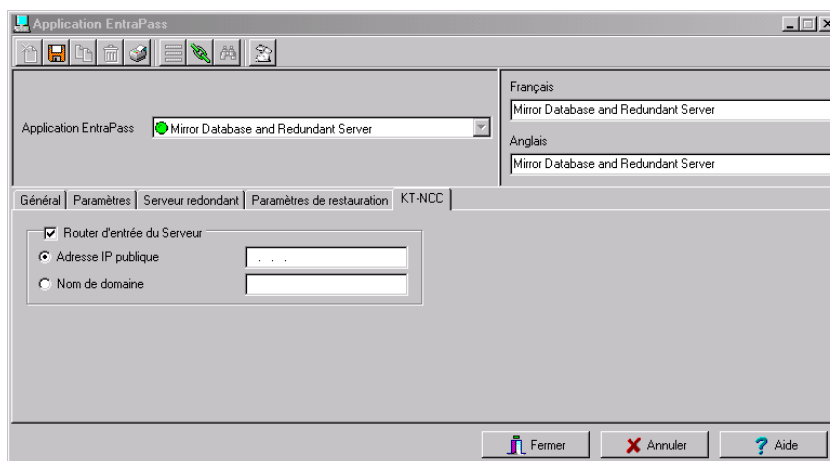 Application EntraPass
Français
Mirror Database and Redundant Server
Application EntraPass
Mirror Database and Redundant Server
Anglais
Mirror Database and Redundant Server
Général
Paramètres
Serveur redondant
Paramètres de restauration
KT-NCC
Router d'entrée du Serveur
Adresse IP publique
. . .
Nom de domaine
Fermer
Annuler
? Aide